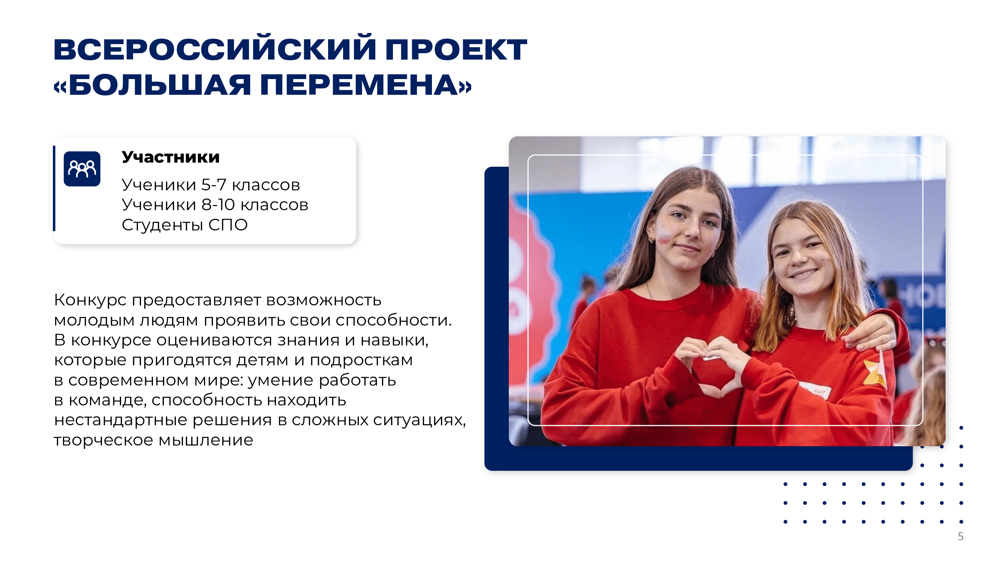 ВСЕРОССИЙСКИЙ ПРОЕКТ
«БОЛЬШАЯ ПЕРЕМЕНА»
Участники
Ученики 5-7 классов
Ученики 8-10 классов
Студенты СПО
Конкурс предоставляет возможность
молодым людям проявить свои способности.
В конкурсе оцениваются знания и навыки,
которые пригодятся детям и подросткам
в современном мире: умение работать
в команде, способность находить
нестандартные решения в сложных ситуациях,
творческое мышление
5